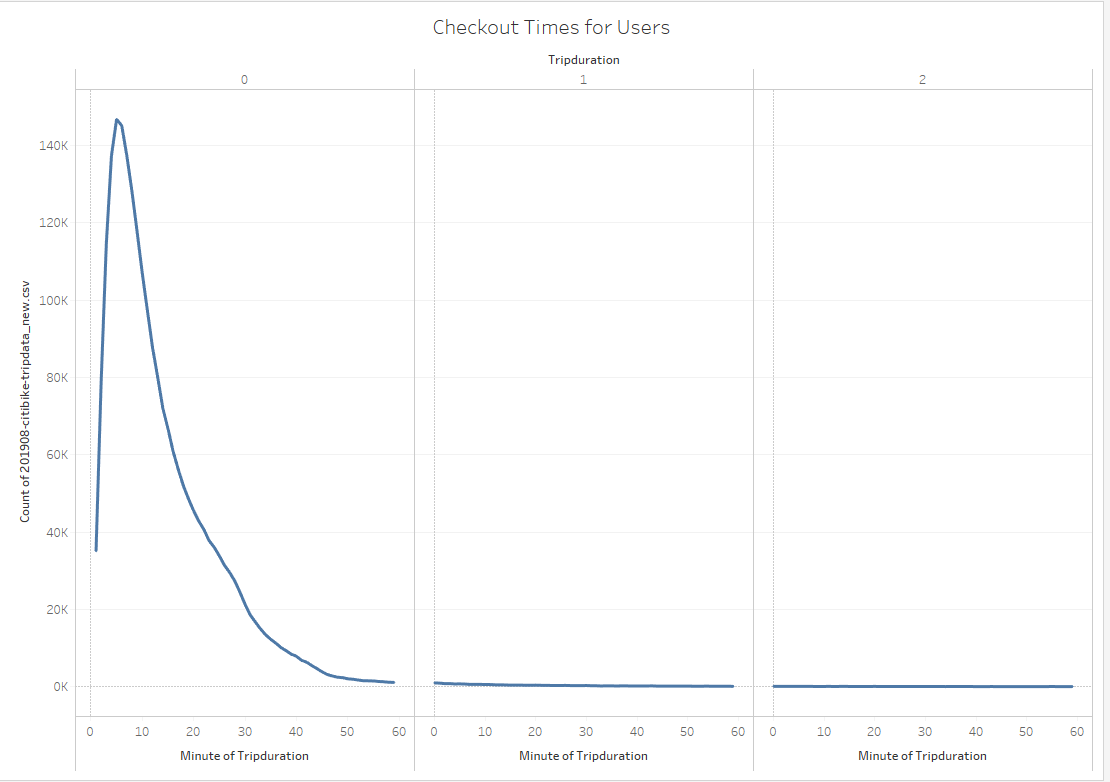 Checkout Times for Users
Tripduration
0 1 2
140K
120K
100K
80K
60K
40K
20K
0K
Count of 201908-citibike-tripdata_new.csv
0 10 20 30 40 50 60 0 10 20 30 40 50 60 0 10 20 30 40 50 60
Minute of Tripduration Minute of Tripduration Minute of Tripduration